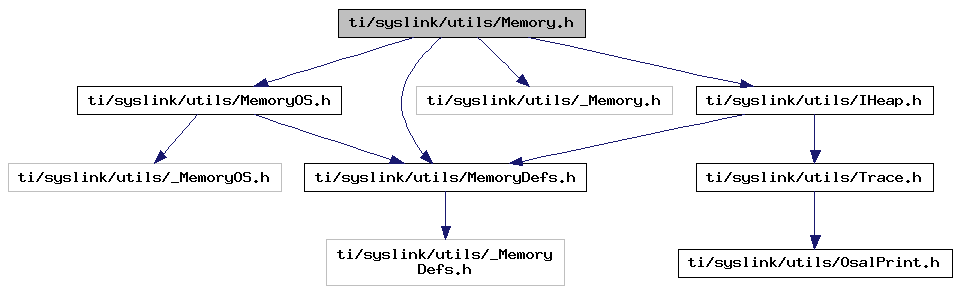 ti/syslink/utils/Memory.h
ti/syslink/utils/MemoryOS.h
ti/syslink/utils/_Memory.h
ti/syslink/utils/IHeap.h
ti/syslink/utils/_MemoryOS.h
ti/syslink/utils/MemoryDefs.h
ti/syslink/utils/Trace.h
ti/syslink/utils/_Memory
Defs.h
ti/syslink/utils/OsalPrint.h